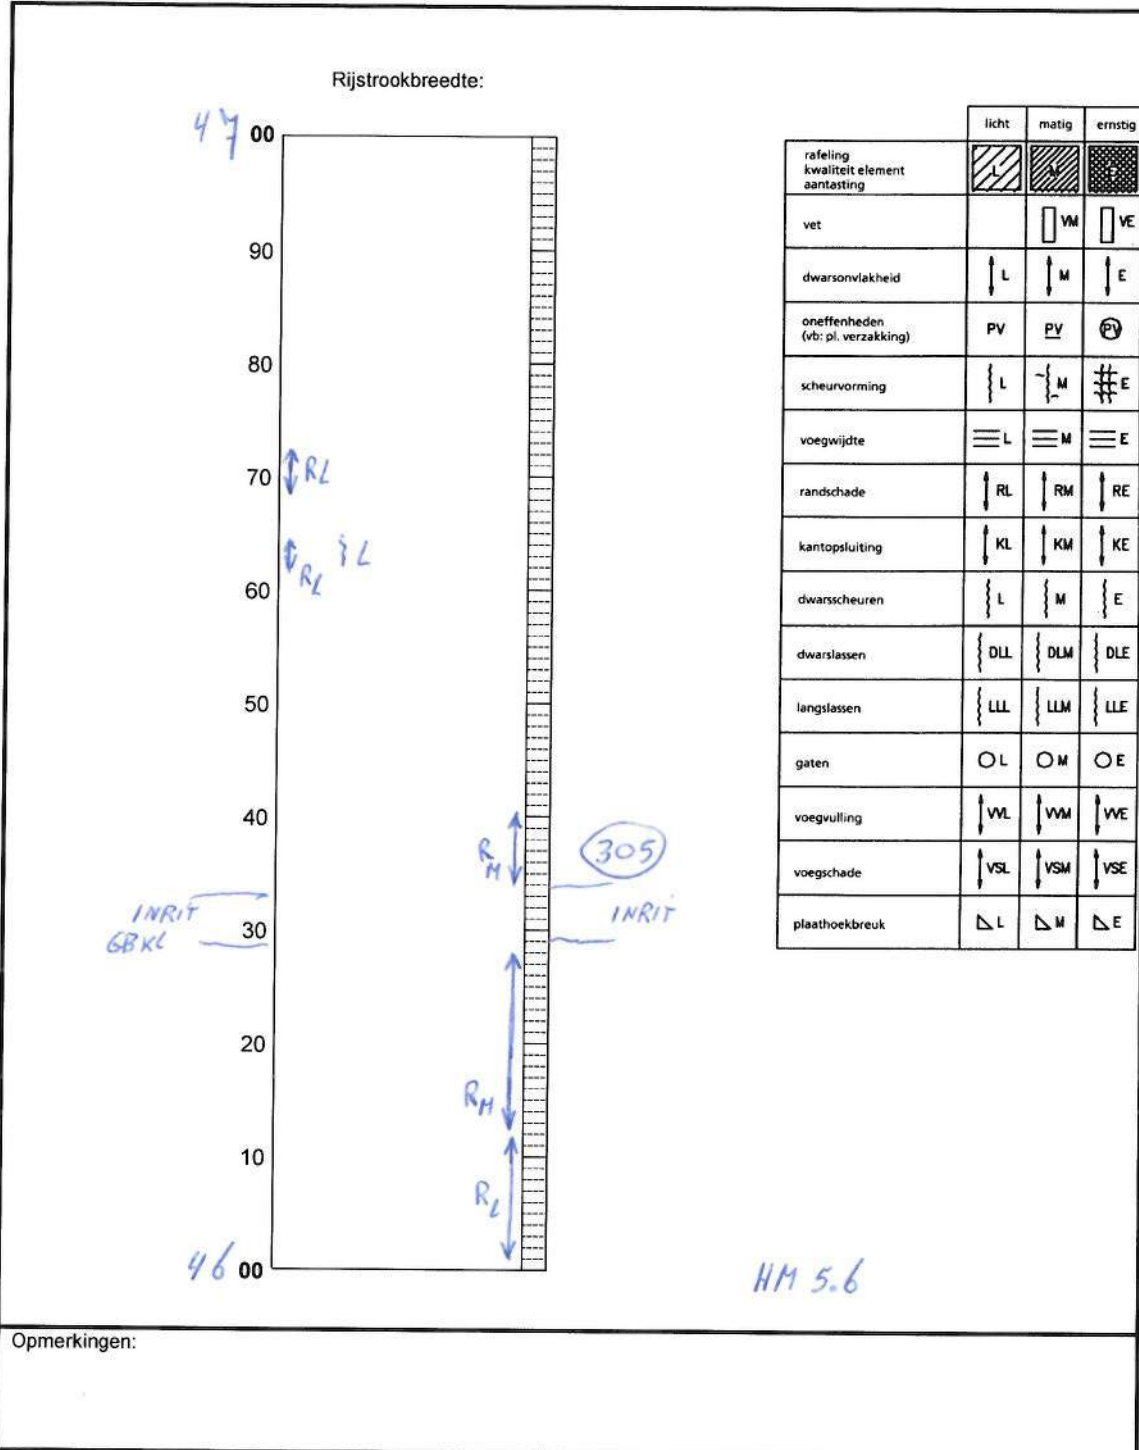 Rijstrookbreedte:
47 00
90
80
70 RL
RL L
60
50
40
RM 305
INRIT INRIT
GBKL 30
20
RM
10
RL
46 00
HM 5.6
licht matig ernstig
rafeling
kwaliteit element
aantasting L M E
vet VM VE
dwarsonvlakheid L M E
oneffenheden
(vb: pl. verzakking) PV PV PV
scheurvorming L M E
voegwijdte L M E
randschade RL RM RE
kantopsluiting KL KM KE
dwarsscheuren L M E
dwarslassen DLL DLM DLE
langslassen LLL LLM LLE
gaten L M E
voegvulling VVL VVM VVE
voegschade VSL VSM VSE
plaathoekbreuk L M E
Opmerkingen: